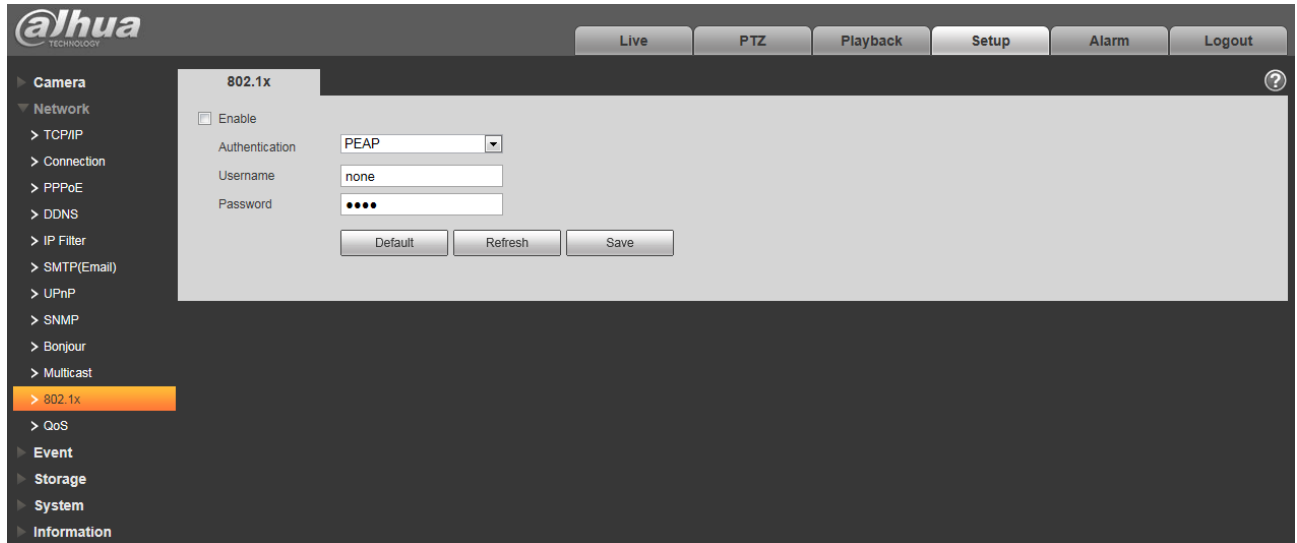 alhua
TECHNOLOGY
Live PTZ Playback Setup Alarm Logout
Camera
Network
> TCP/IP
> Connection
> PPPoE
> DDNS
> IP Filter
> SMTP(Email)
> UPnP
> SNMP
> Bonjour
> Multicast
> 802.1x
> QoS
Event
Storage
System
Information
802.1x
?
Enable
Authentication PEAP
Username none
Password ●●●●
Default Refresh Save